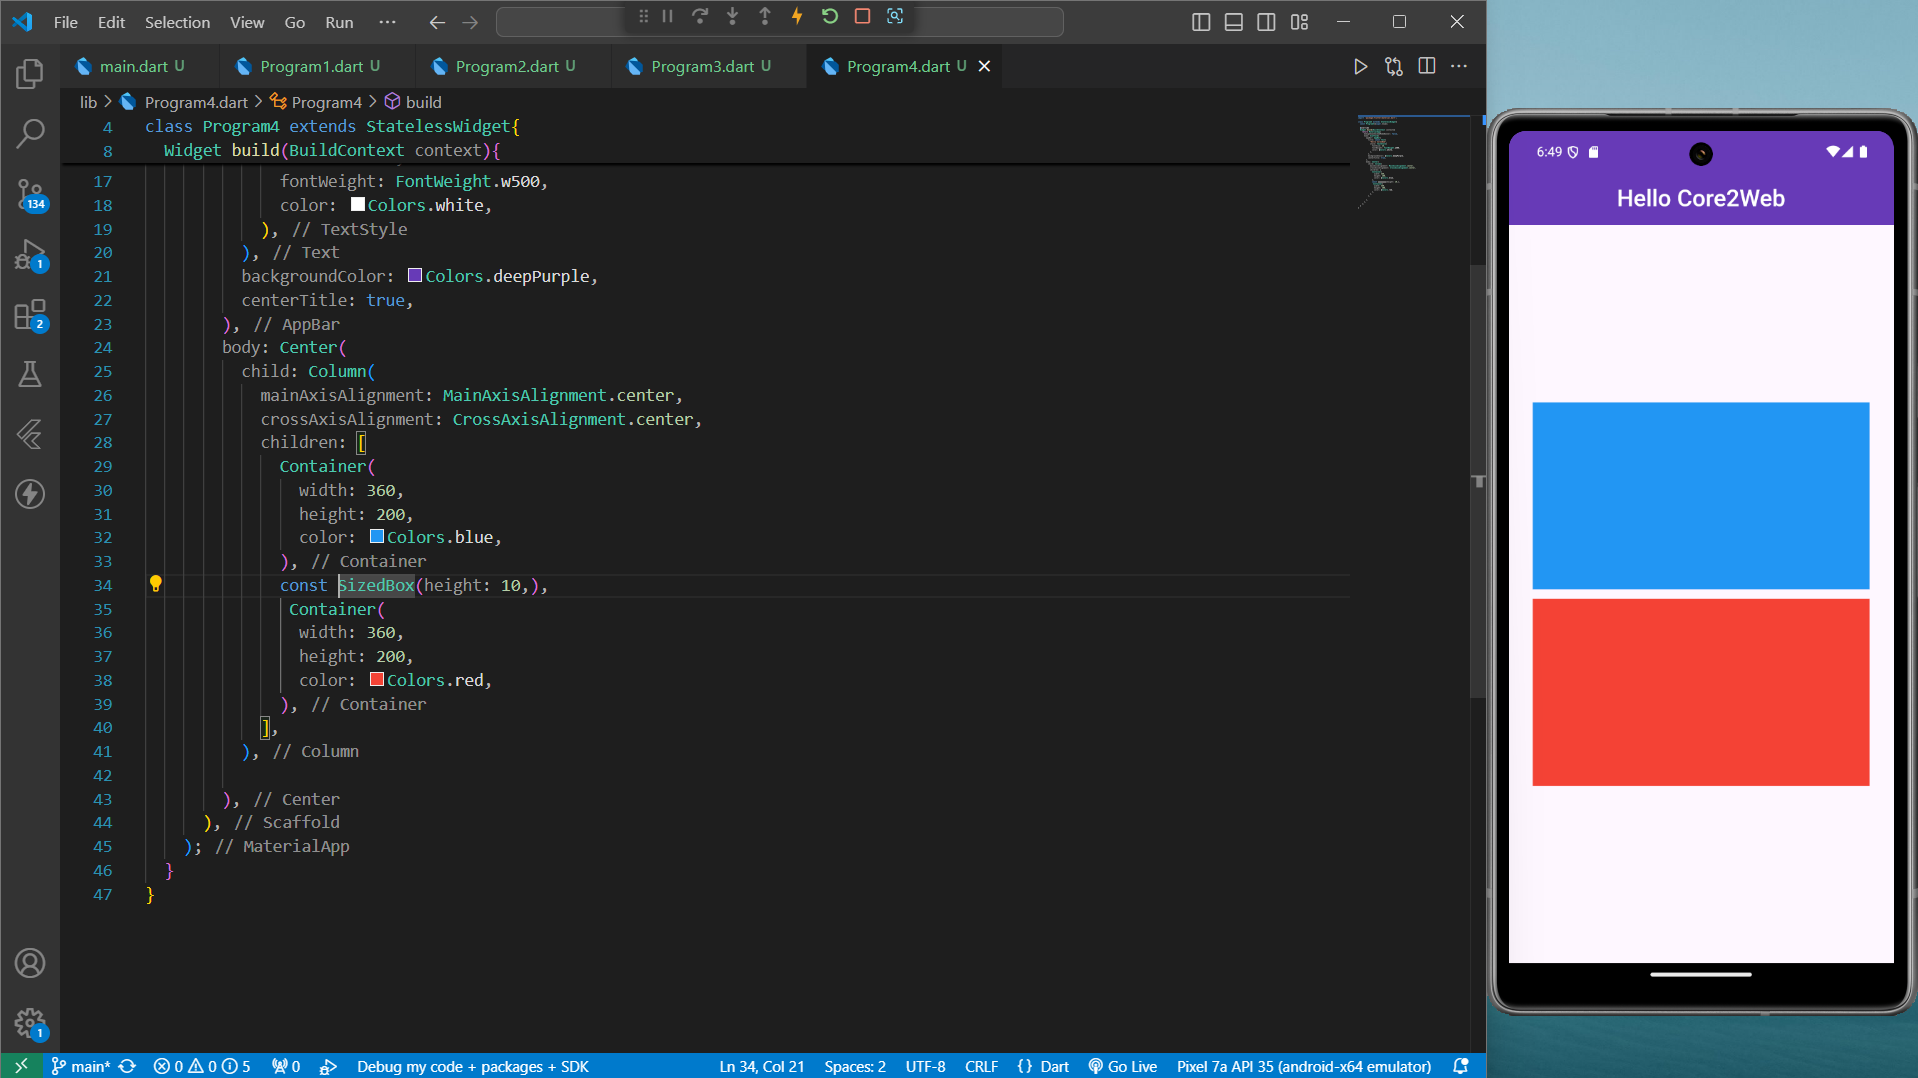 File Edit Selection View Go Run ···
main.dart U Program1.dart U Program2.dart U Program3.dart U Program4.dart U
lib > Program4.dart > Program4 > build
4 class Program4 extends StatelessWidget{
8 Widget build(BuildContext context){
17 fontWeight: FontWeight.w500,
18 color: Colors.white,
19 ), // TextStyle
20 ), // Text
21 backgroundColor: Colors.deepPurple,
22 centerTitle: true,
23 ), // AppBar
24 body: Center(
25 child: Column(
26 mainAxisAlignment: MainAxisAlignment.center,
27 crossAxisAlignment: CrossAxisAlignment.center,
28 children: [
29 Container(
30 width: 360,
31 height: 200,
32 color: Colors.blue,
33 ), // Container
34 const SizedBox(height: 10,),
35 Container(
36 width: 360,
37 height: 200,
38 color: Colors.red,
39 ), // Container
40 ],
41 ), // Column
42
43 ), // Center
44 ), // Scaffold
45 ); // MaterialApp
46 }
47 }
134
1
2
1
main* 0 0 5 0 Debug my code + packages + SDK Ln 34, Col 21 Spaces: 2 UTF-8 CRLF {} Dart Go Live Pixel 7a API 35 (android-x64 emulator)
6:49
Hello Core2Web